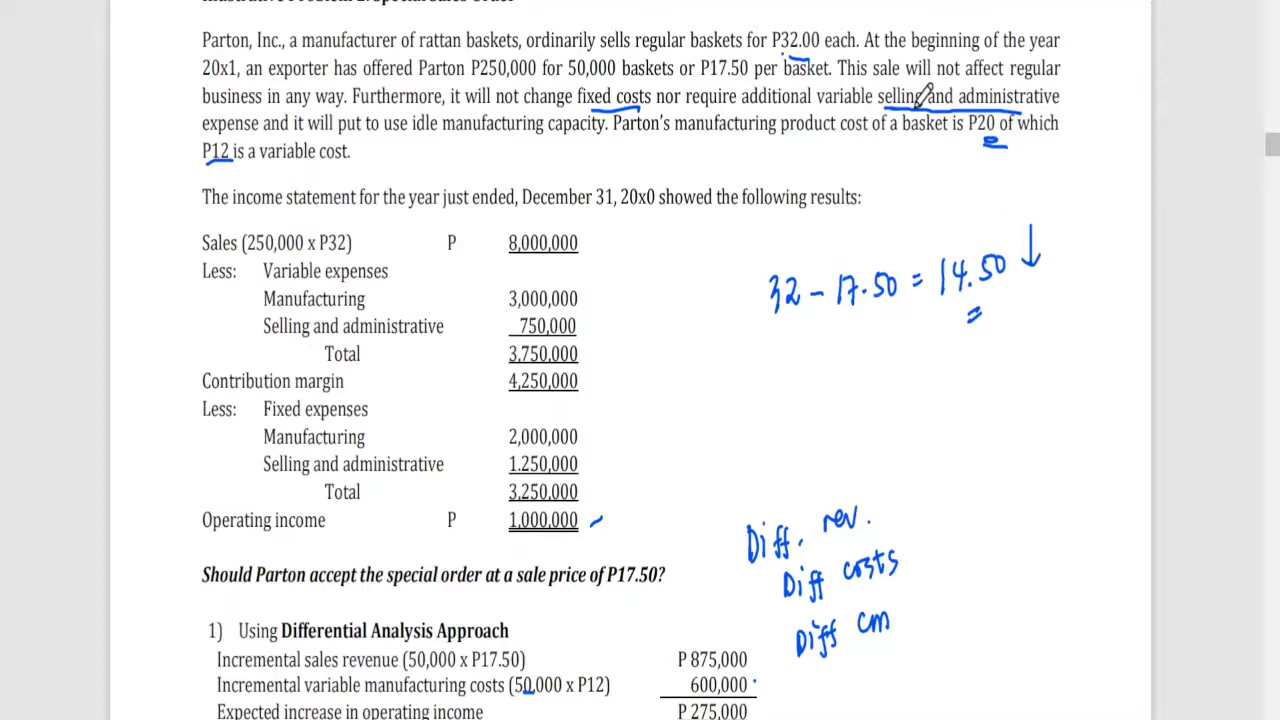 Parton, Inc., a manufacturer of rattan baskets, ordinarily sells regular baskets for P32.00 each. At the beginning of the year
20x1, an exporter has offered Parton P250,000 for 50,000 baskets or P17.50 per basket. This sale will not affect regular
business in any way. Furthermore, it will not change fixed costs nor require additional variable selling and administrative
expense and it will put to use idle manufacturing capacity. Parton's manufacturing product cost of a basket is P20 of which
P12 is a variable cost.
The income statement for the year just ended, December 31, 20x0 showed the following results:
Sales (250,000 x P32) P 8,000,000
Less: Variable expenses
Manufacturing 3,000,000
32 - 17.50 = 14.50 ↓
Selling and administrative 750,000
Total 3,750,000
Contribution margin 4,250,000
Less: Fixed expenses
Manufacturing 2,000,000
Selling and administrative 1.250,000
Total 3,250,000
Operating income P 1,000,000
Diff. rev.
Diff costs
Diff cm
Should Parton accept the special order at a sale price of P17.50?
1) Using Differential Analysis Approach
Incremental sales revenue (50,000 x P17.50) P 875,000
Incremental variable manufacturing costs (50,000 x P12) 600,000
Expected increase in operating income P 275,000